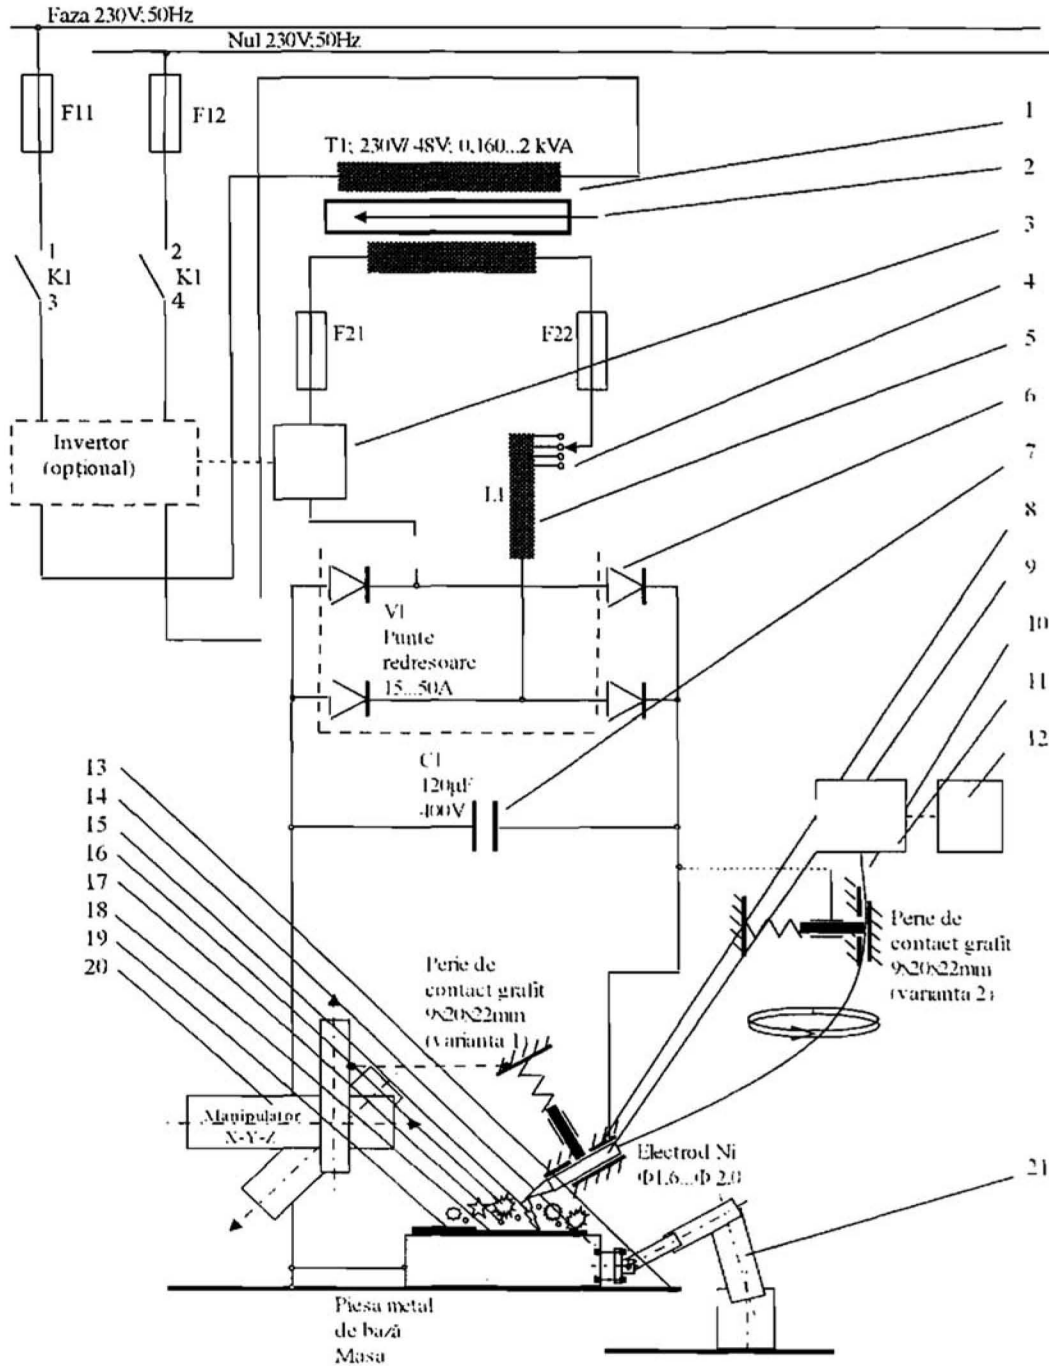 Faza 230V;50Hz
Nul 230V;50Hz
F11
F12
T1; 230V/48V; 0,160...2 kVA
1
2
3
4
5
6
7
8
9
10
11
12
1
K1
3
2
K1
4
F21
F22
Invertor
(opțional)
L1
V1
Punte
redresoare
15...50A
C1
120μF
400V
13
14
15
16
17
18
19
20
Perie de
contact grafit
9x20x22mm
(varianta 1)
Perie de
contact grafit
9x20x22mm
(varianta 2)
Manipulator
X-Y-Z
Electrod Ni
Φ1.6...Φ 2.0
21
Piesa metal
de bază
Masa